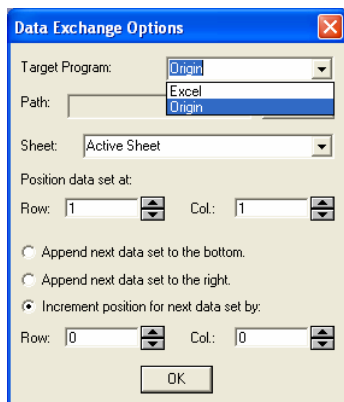 Data Exchange Options
Target Program: Origin
Excel
Origin
Path:
Sheet: Active Sheet
Position data set at:
Row: 1 Col.: 1
Append next data set to the bottom.
Append next data set to the right.
Increment position for next data set by:
Row: 0 Col.: 0
OK